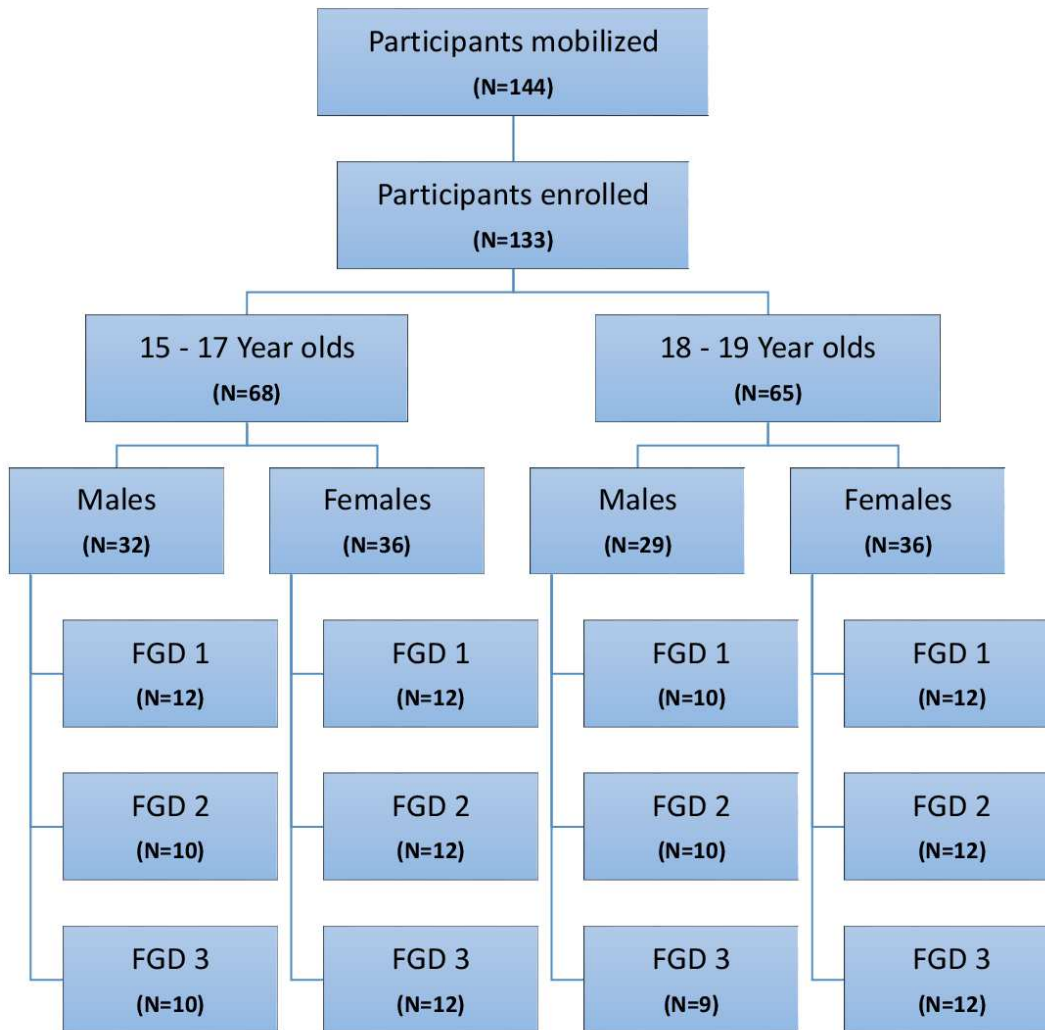 Participants mobilized
(N=144)
Participants enrolled
(N=133)
15 - 17 Year olds
(N=68)
18 - 19 Year olds
(N=65)
Males
(N=32)
Females
(N=36)
Males
(N=29)
Females
(N=36)
FGD 1
(N=12)
FGD 1
(N=12)
FGD 1
(N=10)
FGD 1
(N=12)
FGD 2
(N=10)
FGD 2
(N=12)
FGD 2
(N=10)
FGD 2
(N=12)
FGD 3
(N=10)
FGD 3
(N=12)
FGD 3
(N=9)
FGD 3
(N=12)